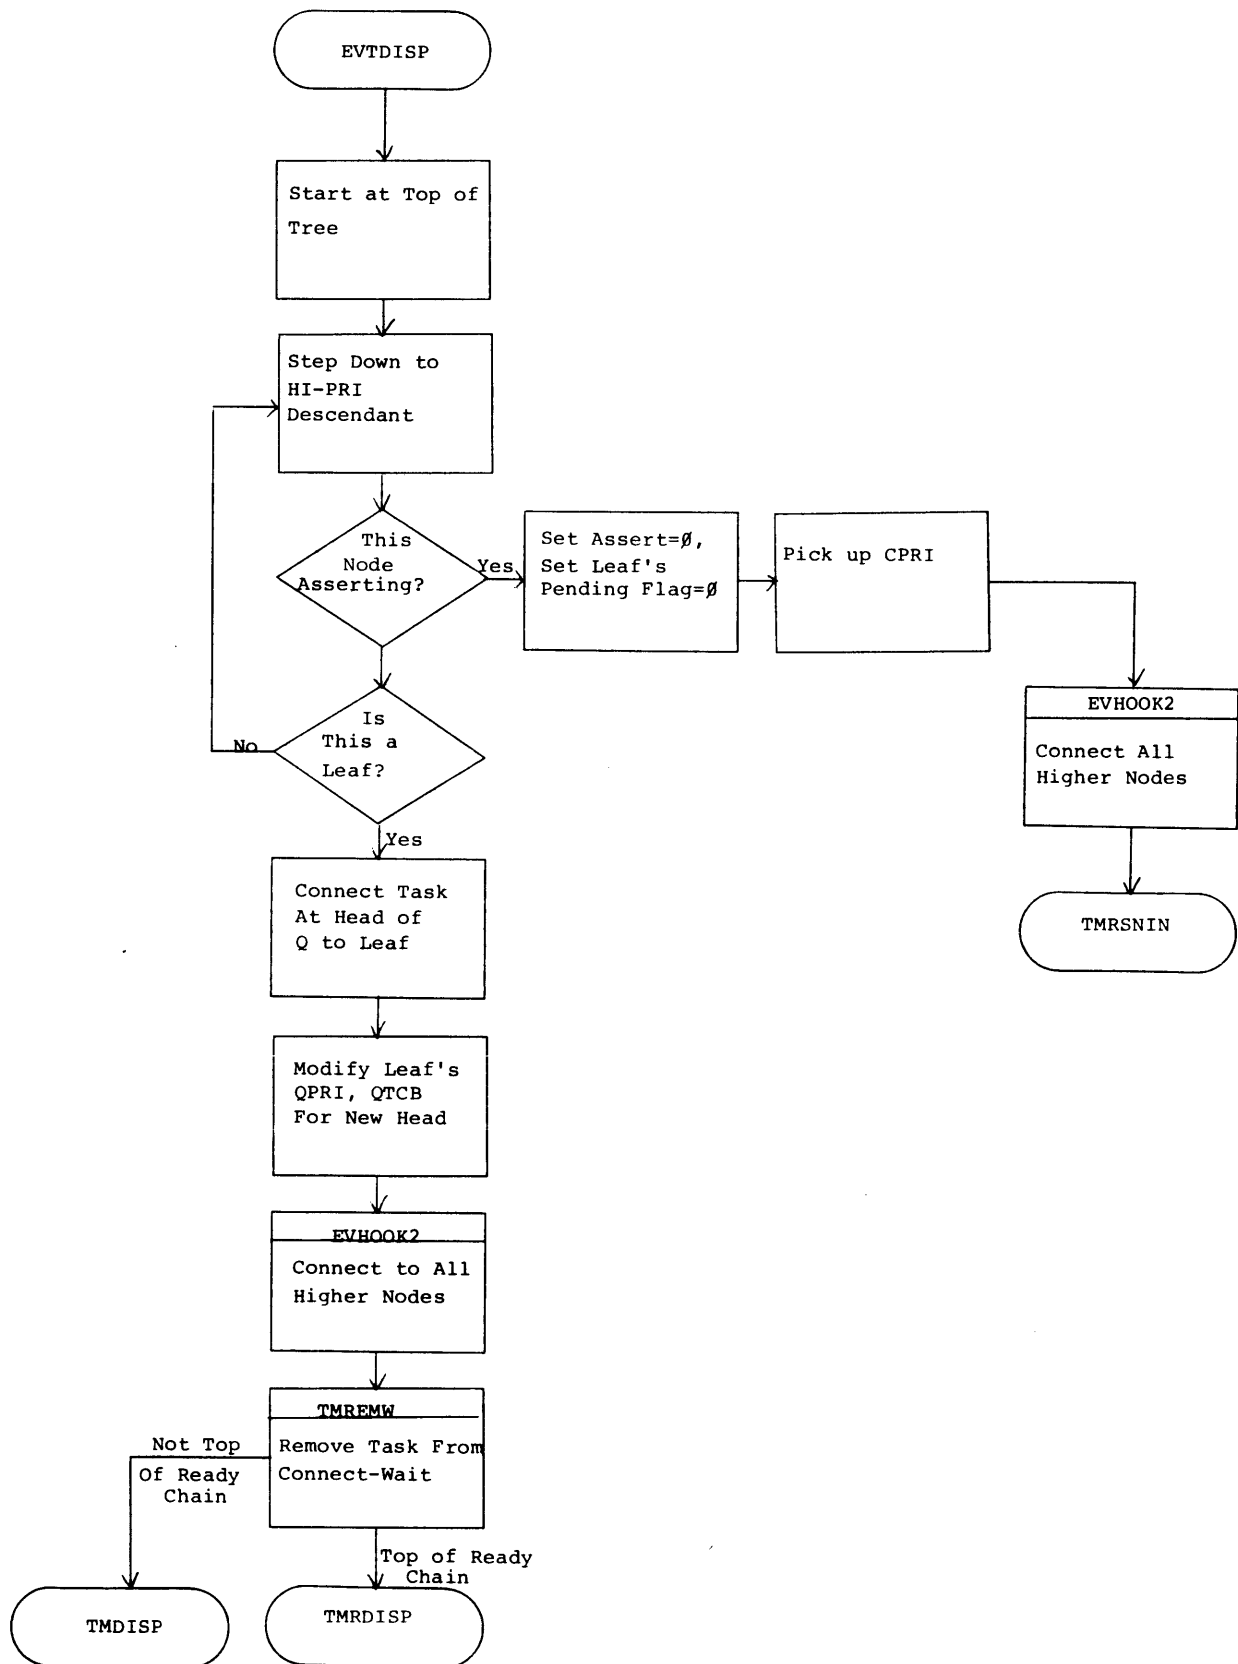 EVTDISP
Start at Top of
Tree
Step Down to
HI-PRI
Descendant
This
Node
Asserting?
Yes
Set Assert=Ø,
Set Leaf's
Pending Flag=Ø
Pick up CPRI
EVHOOK2
Connect All
Higher Nodes
TMRSNIN
Is
This a
Leaf?
No
Yes
Connect Task
At Head of
Q to Leaf
Modify Leaf's
QPRI, QTCB
For New Head
EVHOOK2
Connect to All
Higher Nodes
TMREMW
Remove Task From
Connect-Wait
Not Top
Of Ready
Chain
Top of Ready
Chain
TMDISP
TMRDISP